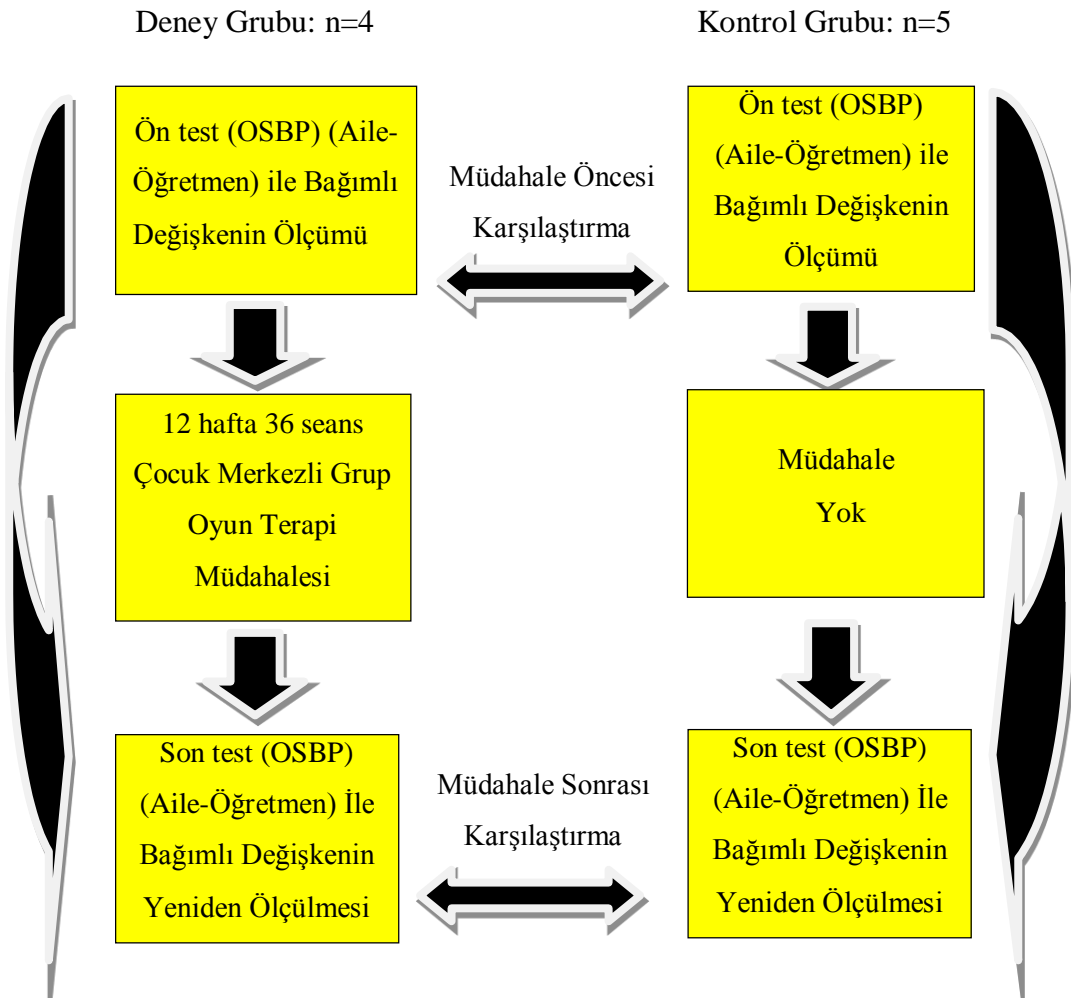 Deney Grubu: n=4
Kontrol Grubu: n=5
Ön test (OSBP) (Aile-
Öğretmen) ile Bağımlı
Değişkenin Ölçümü
Müdahale Öncesi
Karşılaştırma
Ön test (OSBP)
(Aile-Öğretmen) ile
Bağımlı Değişkenin
Ölçümü
12 hafta 36 seans
Çocuk Merkezli Grup
Oyun Terapi
Müdahalesi
Müdahale
Yok
Son test (OSBP)
(Aile-Öğretmen) İle
Bağımlı Değişkenin
Yeniden Ölçülmesi
Müdahale Sonrası
Karşılaştırma
Son test (OSBP)
(Aile-Öğretmen) İle
Bağımlı Değişkenin
Yeniden Ölçülmesi